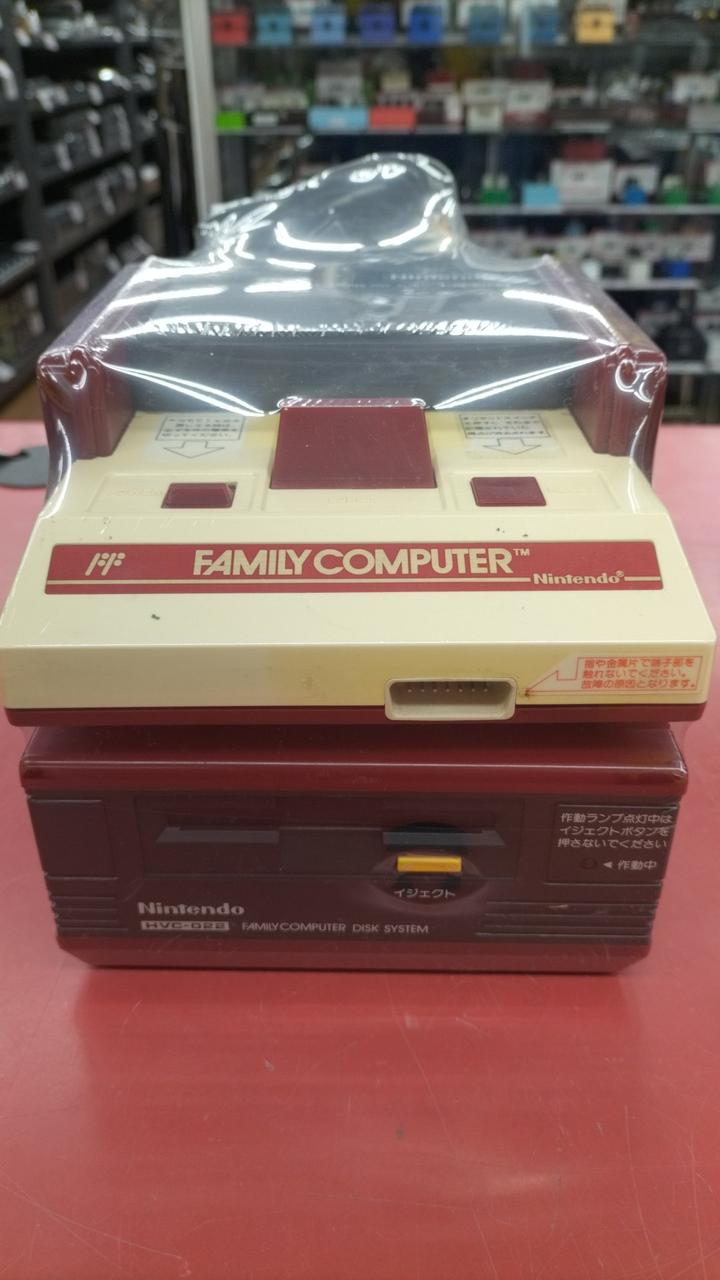 FAMILY COMPUTER™
Nintendo®
指や金属片で端子部を
触れないでください。
故障の原因となります。
作動ランプ点灯中は
イジェクトボタンを
押さないでください
◀ 作動中
イジェクト
Nintendo
HVC-022 FAMILY COMPUTER DISK SYSTEM